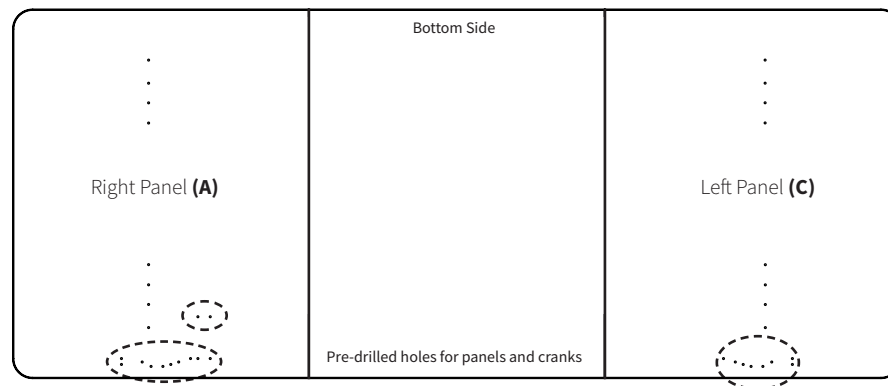 Bottom Side
Right Panel (A)
Left Panel (C)
Pre-drilled holes for panels and cranks